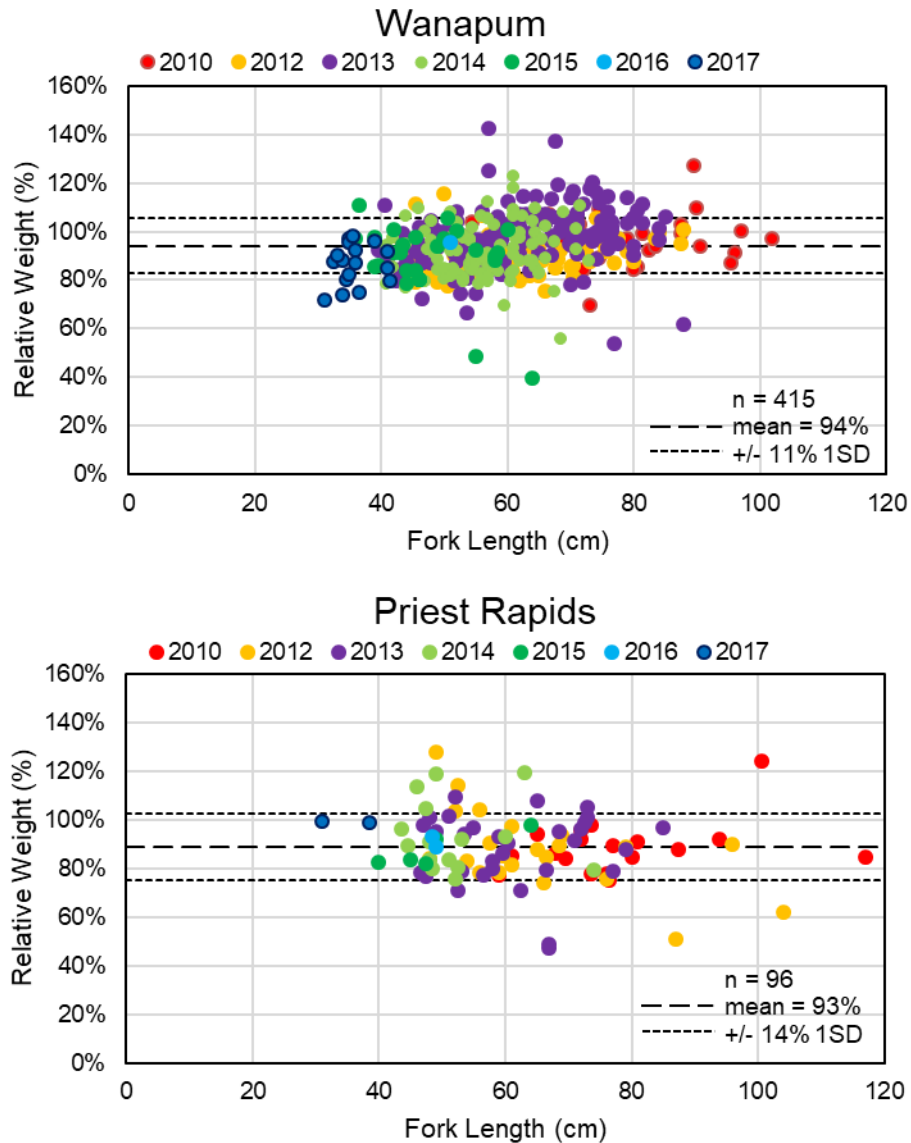 Wanapum
2010 2012 2013 2014 2015 2016 2017
160%
140%
120%
100%
80%
60%
40%
20%
0%
Relative Weight (%)
n = 415
mean = 94%
+/- 11% 1SD
0 20 40 60 80 100 120
Fork Length (cm)
Priest Rapids
2010 2012 2013 2014 2015 2016 2017
160%
140%
120%
100%
80%
60%
40%
20%
0%
Relative Weight (%)
n = 96
mean = 93%
+/- 14% 1SD
0 20 40 60 80 100 120
Fork Length (cm)